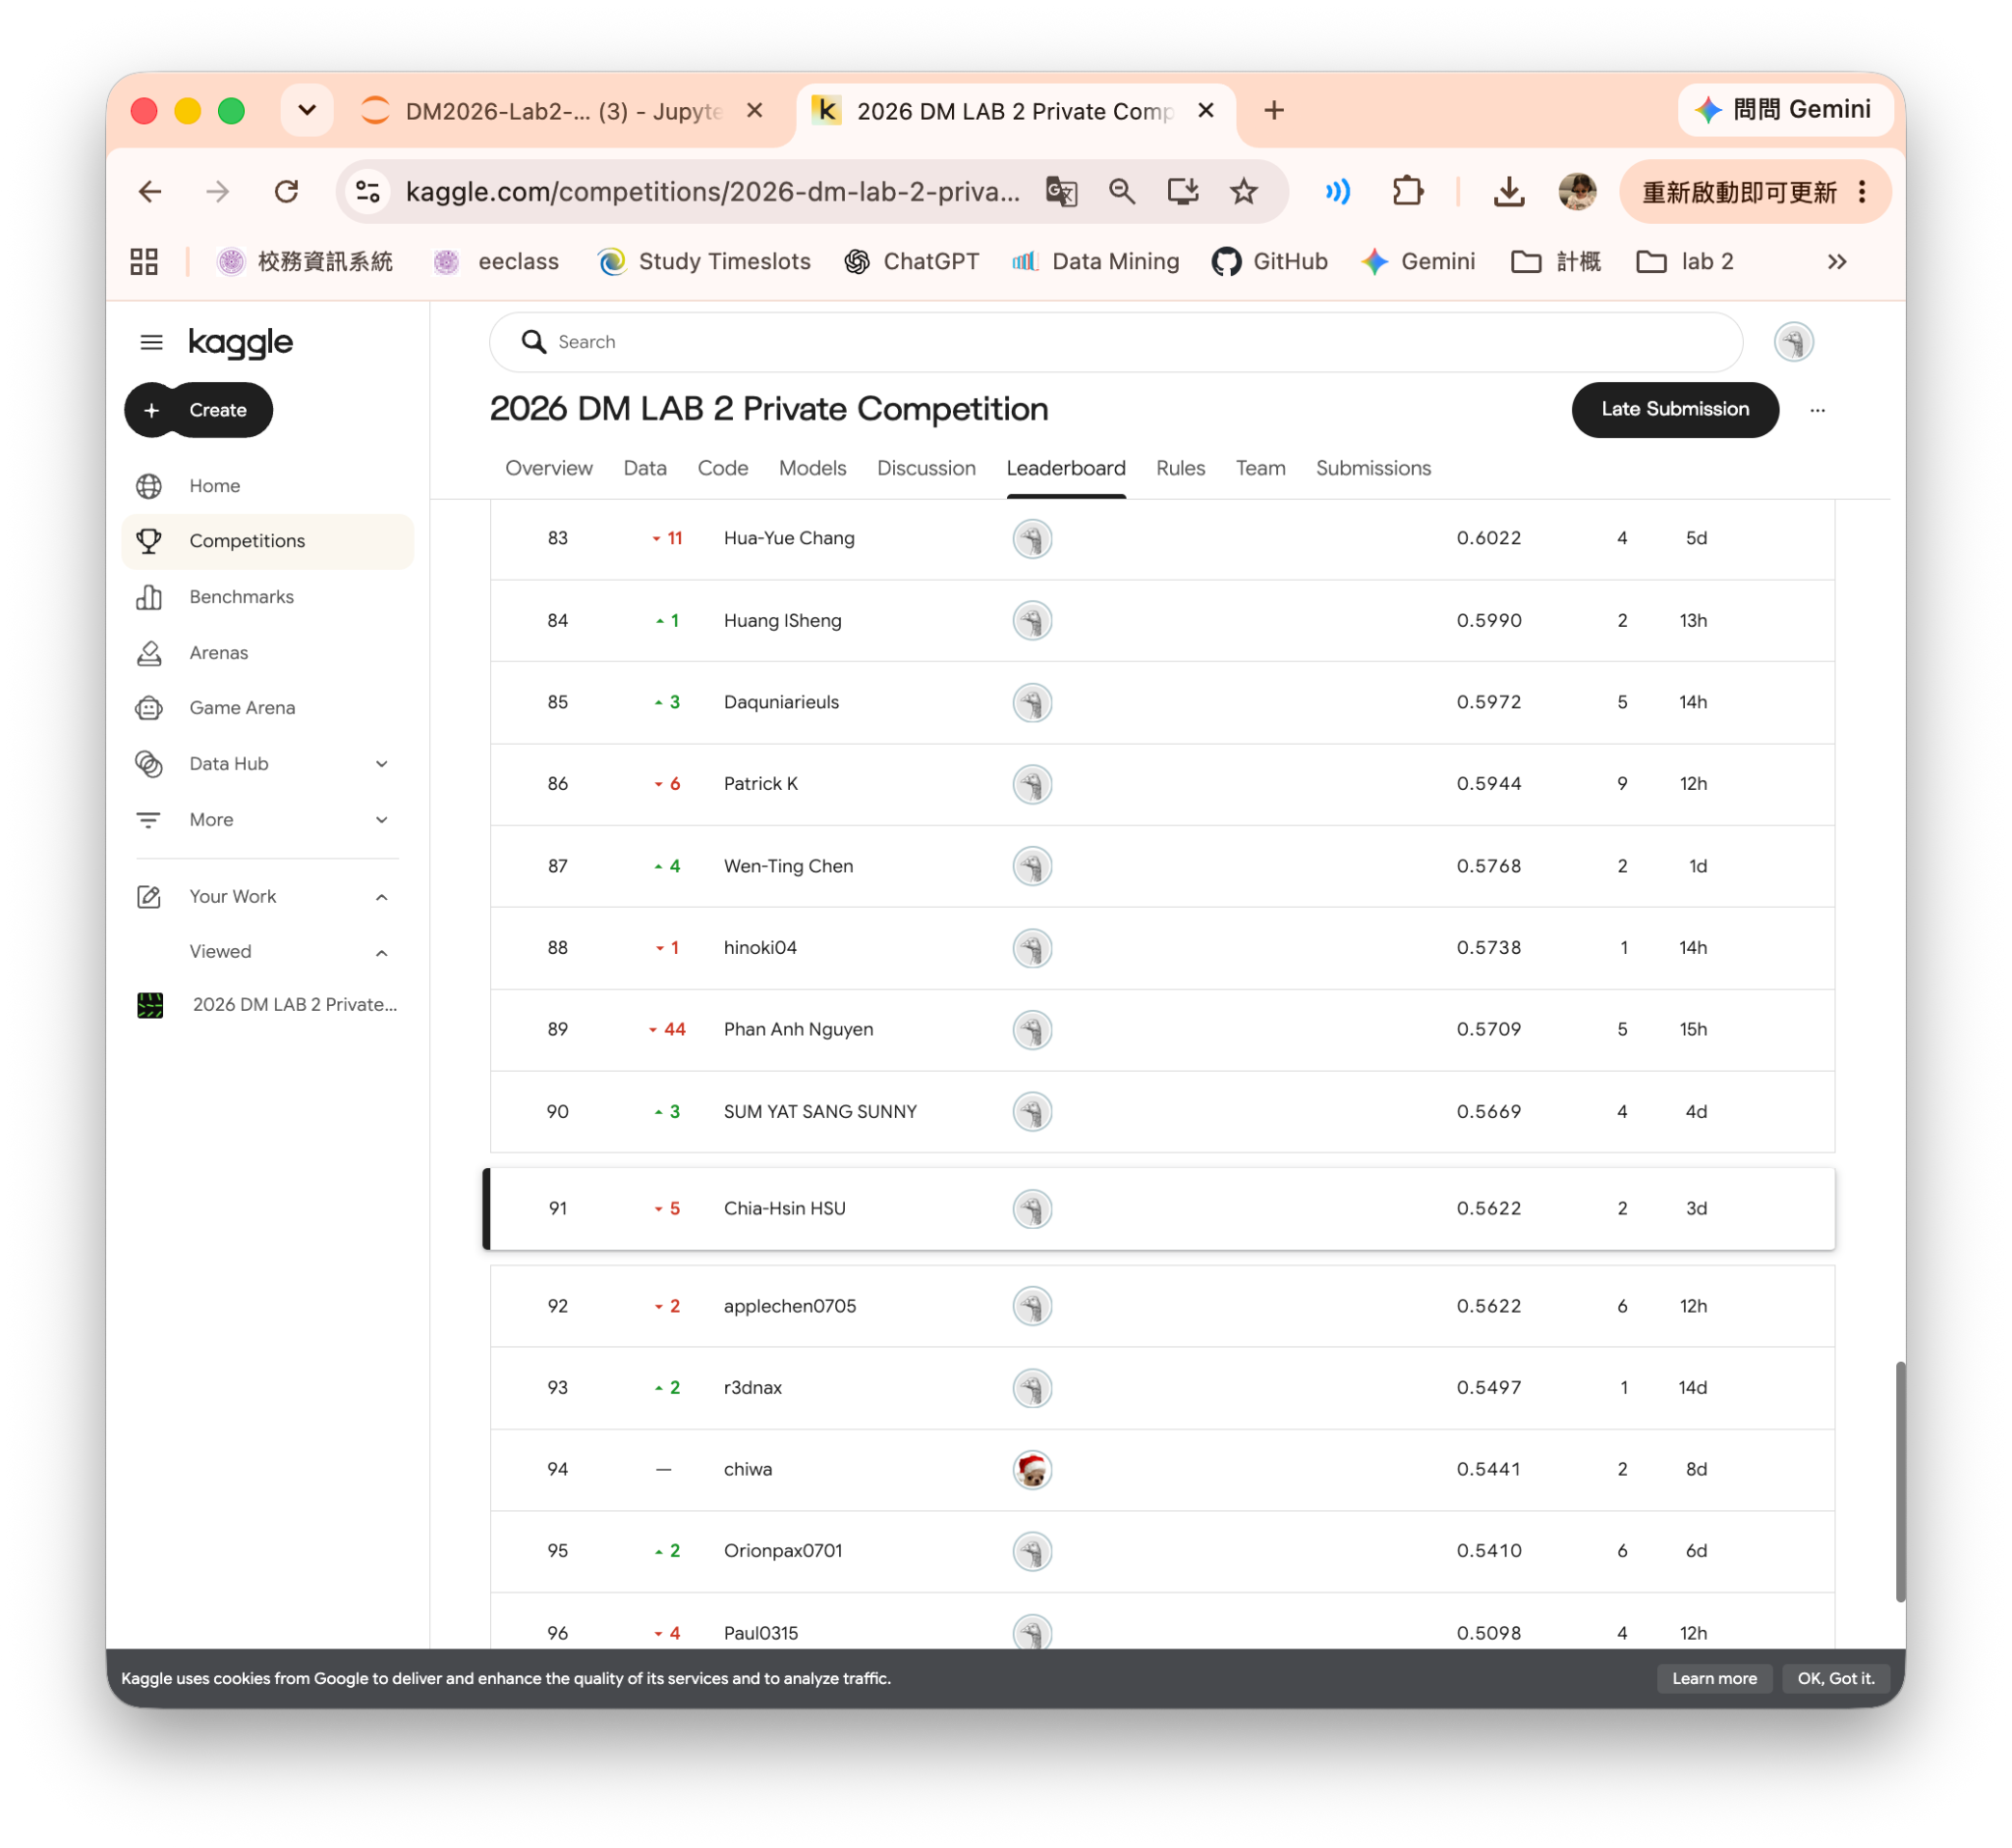 DM2026-Lab2-... (3) - Jupyte
2026 DM LAB 2 Private Comp
問問 Gemini
kaggle.com/competitions/2026-dm-lab-2-priva...
重新啟動即可更新
校務資訊系統 eeclass Study Timeslots ChatGPT Data Mining GitHub Gemini 計概 lab 2
kaggle
Search
Create
2026 DM LAB 2 Private Competition
Late Submission
Overview Data Code Models Discussion Leaderboard Rules Team Submissions
Home
Competitions
Benchmarks
Arenas
Game Arena
Data Hub
More
Your Work
Viewed
2026 DM LAB 2 Private...
83 11 Hua-Yue Chang 0.6022 4 5d
84 1 Huang ISheng 0.5990 2 13h
85 3 Daquniarieuls 0.5972 5 14h
86 6 Patrick K 0.5944 9 12h
87 4 Wen-Ting Chen 0.5768 2 1d
88 1 hinoki04 0.5738 1 14h
89 44 Phan Anh Nguyen 0.5709 5 15h
90 3 SUM YAT SANG SUNNY 0.5669 4 4d
91 5 Chia-Hsin HSU 0.5622 2 3d
92 2 applechen0705 0.5622 6 12h
93 2 r3dnax 0.5497 1 14d
94 — chiwa 0.5441 2 8d
95 2 Orionpax0701 0.5410 6 6d
96 4 Paul0315 0.5098 4 12h
Kaggle uses cookies from Google to deliver and enhance the quality of its services and to analyze traffic.
Learn more
OK, Got it.